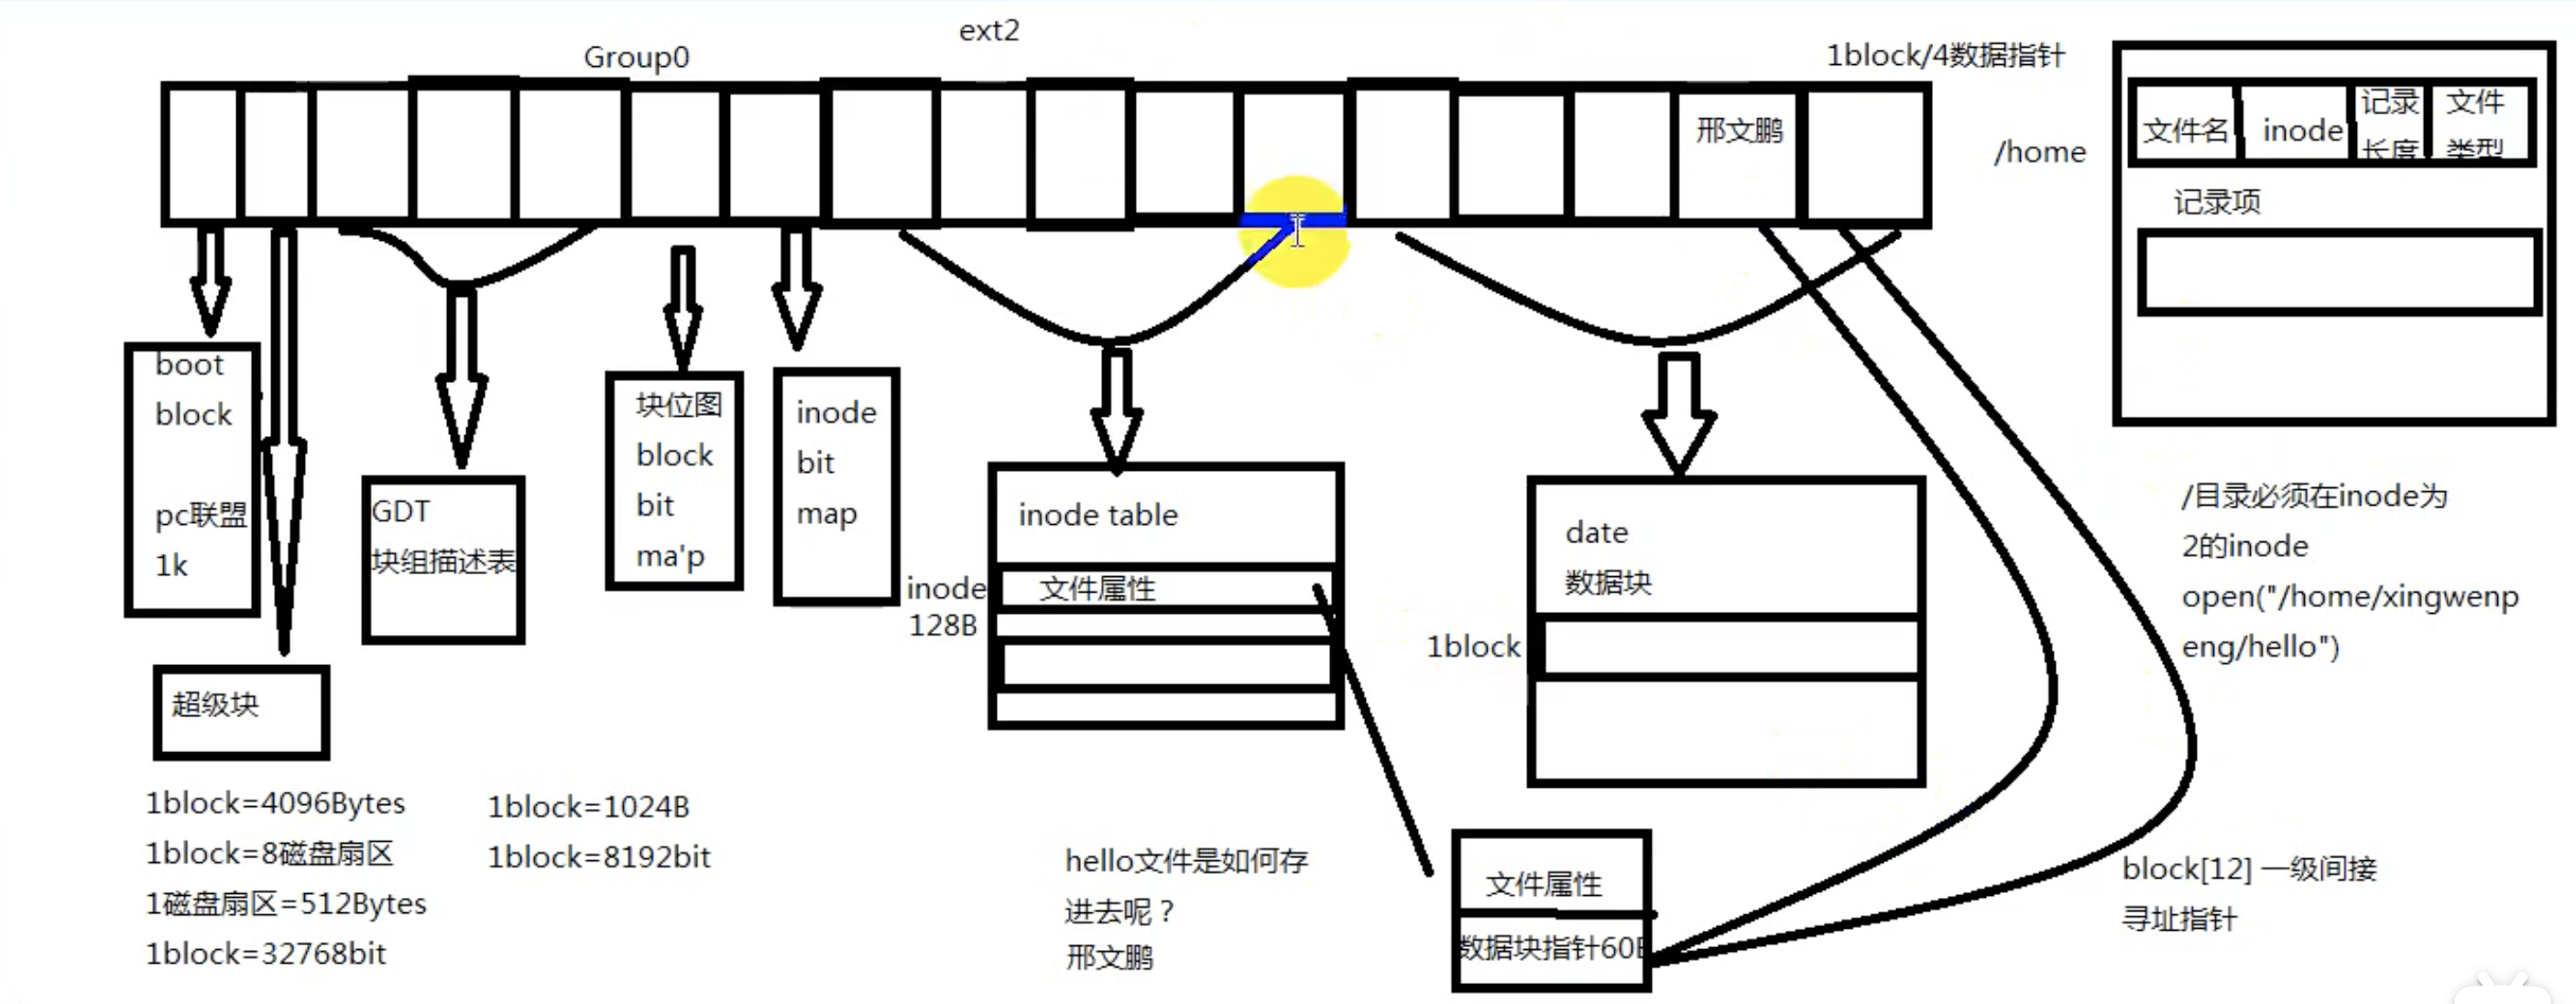 ext2
Group0
1block/4数据指针
邢文鹏
/home
文件名
inode
记录
长度
文件
类型
记录项
boot
block
pc联盟
1k
超级块
GDT
块组描述表
块位图
block
bit
ma'p
inode
bit
map
inode table
文件属性
inode
128B
date
数据块
1block
/目录必须在inode为
2的inode
open("/home/xingwenp
eng/hello")
1block=4096Bytes
1block=8磁盘扇区
1磁盘扇区=512Bytes
1block=32768bit
1block=1024B
1block=8192bit
hello文件是如何存
进去呢？
邢文鹏
文件属性
数据块指针60B
block[12] 一级间接
寻址指针